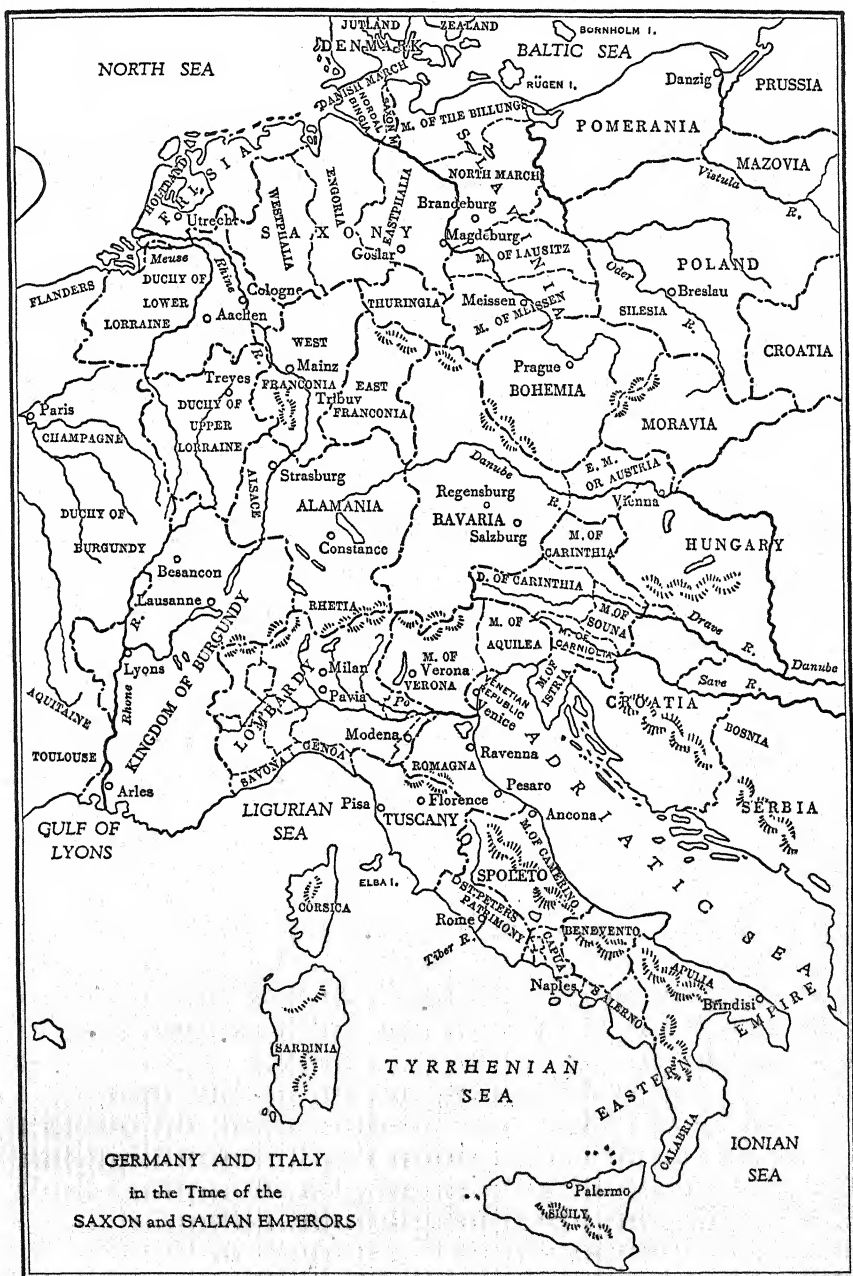 JUTLAND
ZEALAND
BORNHOLM I.
DENMARK
BALTIC SEA
NORTH SEA
RÜGEN I.
Danzig
PRUSSIA
DANISH MARCH
NORDAL
BINGIA
SAXON M.
M. OF THE BILLUNGS
POMERANIA
MAZOVIA
SLAVINIA
NORTH MARCH
Vistula R.
HOLLAND
FRISIA
Utrecht
WESTPHALIA
ENGORIA
EASTPHALIA
Brandeburg
SAXONY
Magdeburg
Goslar
M. OF LAUSITZ
Oder R.
POLAND
Meuse
FLANDERS
DUCHY OF
LOWER
LORRAINE
Rhine R.
Cologne
Aachen
THURINGIA
Meissen
M. OF MEISSEN
Breslau
SILESIA
CROATIA
WEST
FRANCONIA
Mainz
Prague
BOHEMIA
Treves
Tribuv
EAST
FRANCONIA
Paris
CHAMPAGNE
DUCHY OF
UPPER
LORRAINE
MORAVIA
ALSACE
Strasburg
Danube R.
E. M.
OR AUSTRIA
Vienna
DUCHY OF
BURGUNDY
ALAMANIA
Regensburg
BAVARIA
Salzburg
Constance
M. OF
CARINTHIA
HUNGARY
Besancon
Lausanne
D. OF CARINTHIA
RHETIA
M. OF
SOUNA
Drave R.
M. OF
AQUILEA
M. OF
CARNIOLIA
Danube
Lyons
Rhone R.
KINGDOM OF BURGUNDY
Milan
Pavia
LOMBARDY
M. OF
Verona
VERONA
M. OF
ISTRIA
Save R.
AQUITAINE
VENETIAN
REPUBLIC
Venice
CROATIA
BOSNIA
Po
TOULOUSE
Modena
SAVONA
GENOA
ROMAGNA
Ravenna
Arles
Pesaro
Florence
Pisa
TUSCANY
Ancona
SERBIA
GULF OF
LYONS
LIGURIAN
SEA
ADRIATIC SEA
M. OF CAMERINO
SPOLETO
ELBA I.
CORSICA
ST. PETERS
PATRIMONY
Rome
Tiber R.
CAPUA
BENEVENTO
APULIA
Naples
SALERNO
Brindisi
EASTERN EMPIRE
SARDINIA
TYRRHENIAN
SEA
CALABRIA
IONIAN
SEA
Palermo
SICILY
GERMANY AND ITALY
in the Time of the
SAXON and SALIAN EMPERORS